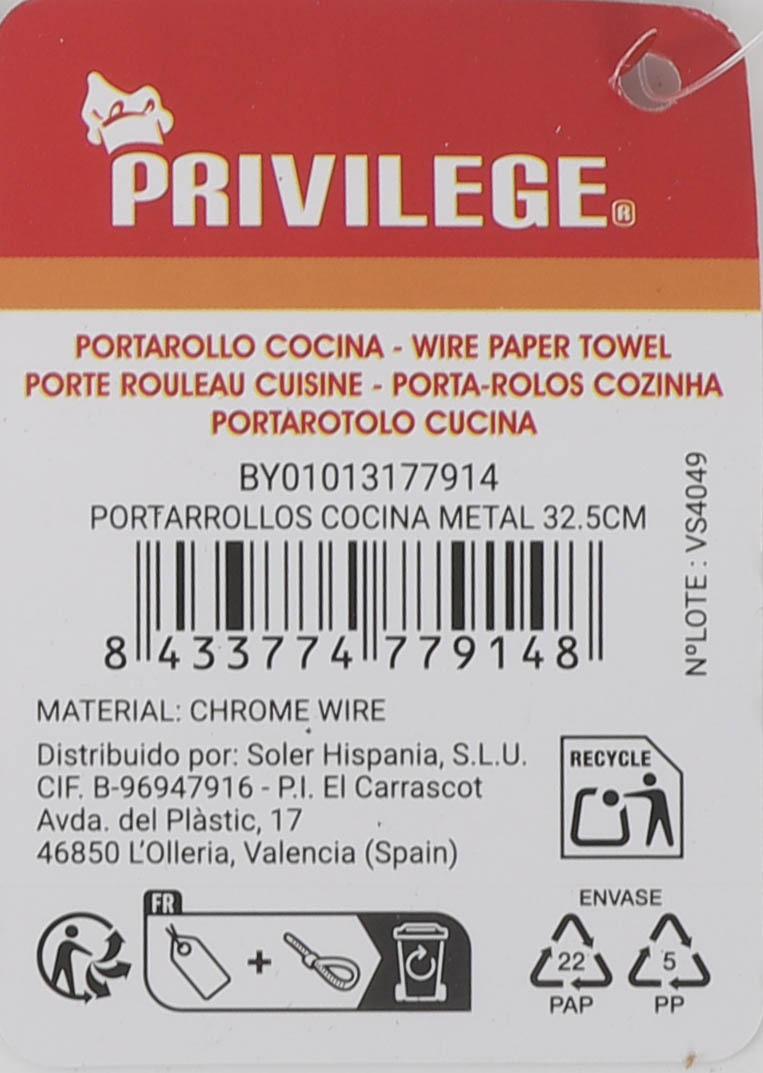 PRIVILEGE®
PORTAROLLO COCINA - WIRE PAPER TOWEL
PORTE ROULEAU CUISINE - PORTA-ROLOS COZINHA
PORTAROTOLO CUCINA
BY01013177914
PORTARROLLOS COCINA METAL 32.5CM
8 433774 779148
NºLOTE : VS4049
MATERIAL: CHROME WIRE
Distribuido por: Soler Hispania, S.L.U.
CIF. B-96947916 - P.I. El Carrascot
Avda. del Plàstic, 17
46850 L'Olleria, Valencia (Spain)
RECYCLE
FR
+
ENVASE
22 5
PAP PP